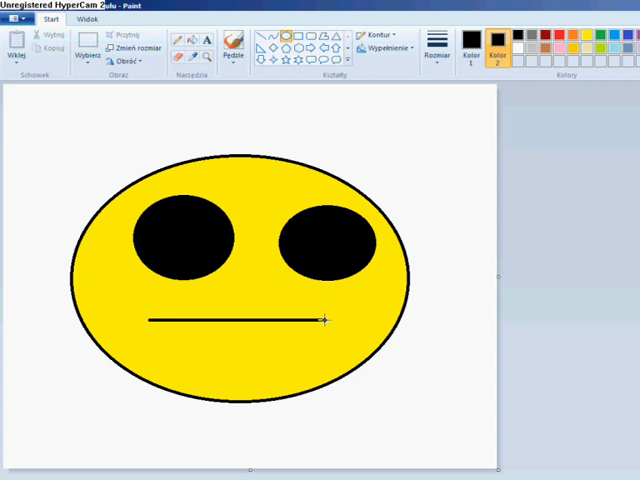 Unregistered HyperCam 2
ułu - Paint
Start Widok
Wklej
Wytnij
Kopiuj
Schowek
Wybierz
Przytnij
Zmień rozmiar
Obróć
Obraz
A
Narzędzia
Pędzle
Kontur
Wypełnienie
Kształty
Rozmiar
Kolor
1
Kolor
2
Kolory